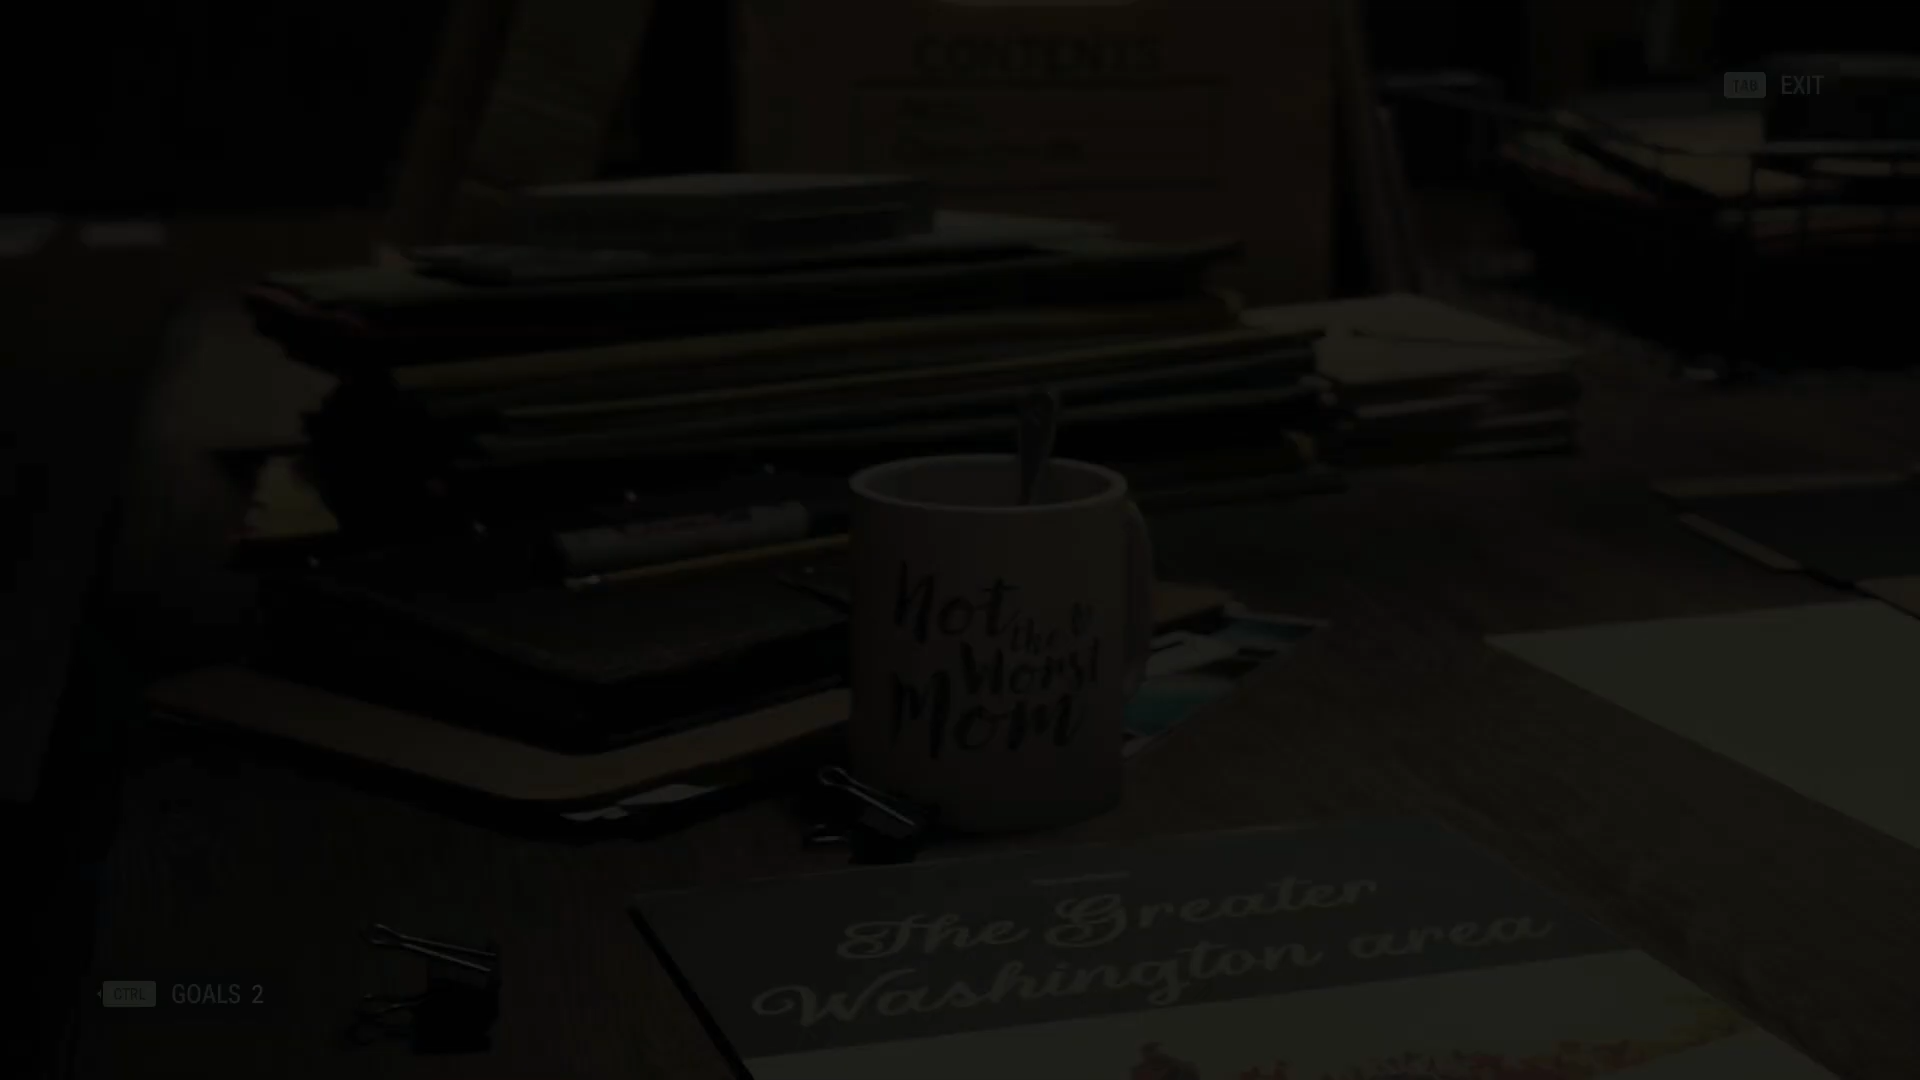 CONTENTS
TAB EXIT
Not
the
Worst
Mom
The Greater
Washington area
CTRL GOALS 2